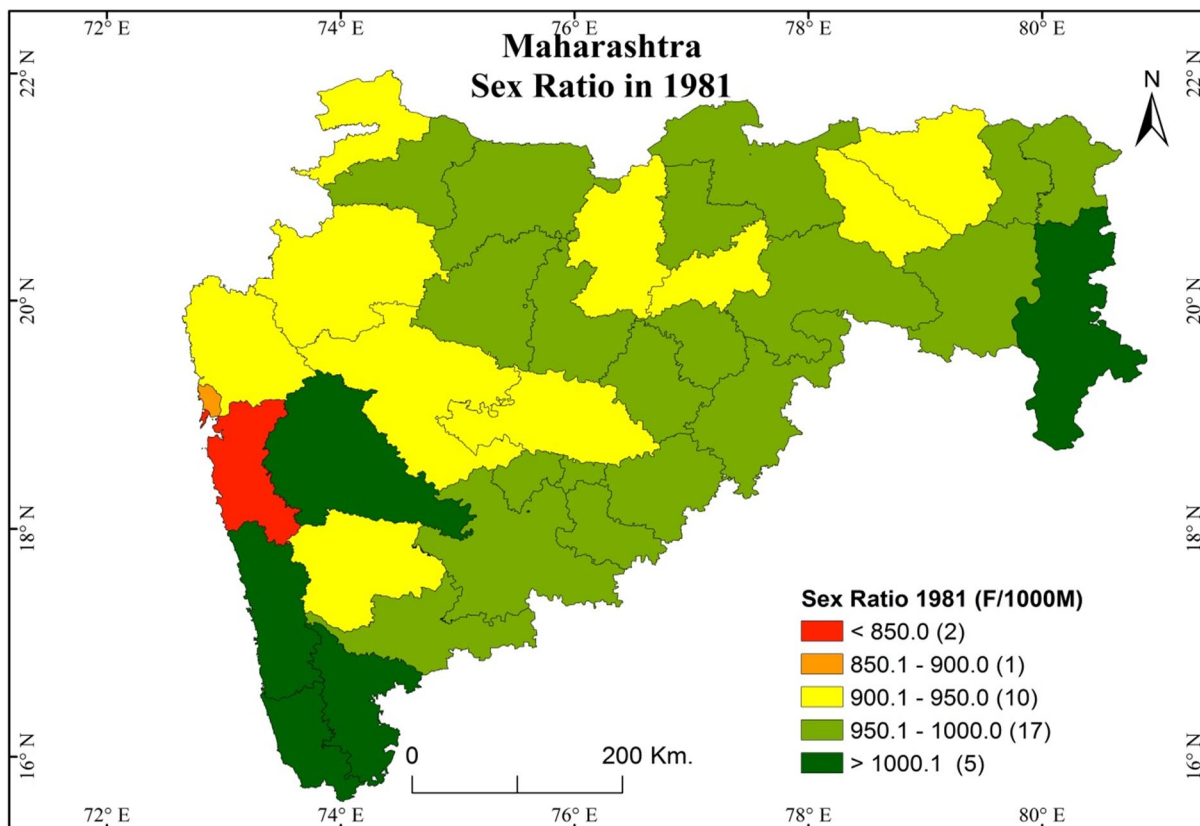 72° E 74° E 76° E 78° E 80° E
Maharashtra
Sex Ratio in 1981
22° N
22° N
N
20° N
20° N
18° N
18° N
Sex Ratio 1981 (F/1000M)
< 850.0 (2)
850.1 - 900.0 (1)
900.1 - 950.0 (10)
950.1 - 1000.0 (17)
> 1000.1 (5)
16° N
16° N
0 200 Km.
72° E 74° E 76° E 78° E 80° E